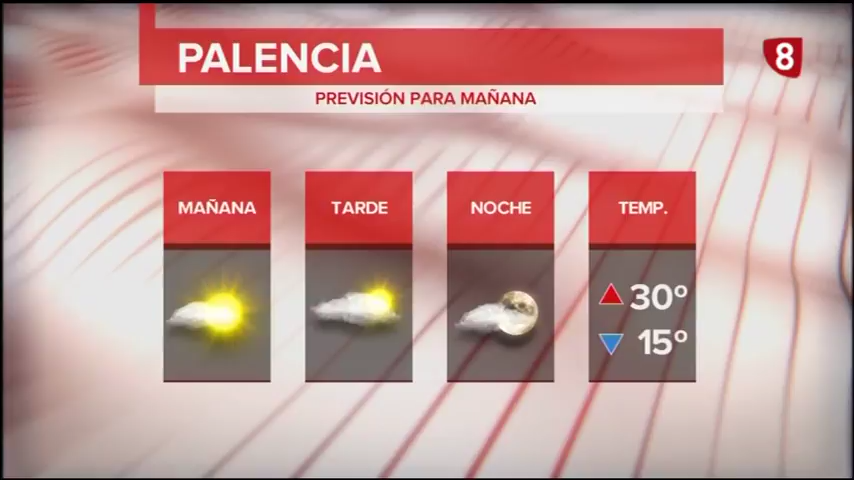 PALENCIA
8
PREVISIÓN PARA MAÑANA
MAÑANA
TARDE
NOCHE
TEMP.
30º
15º